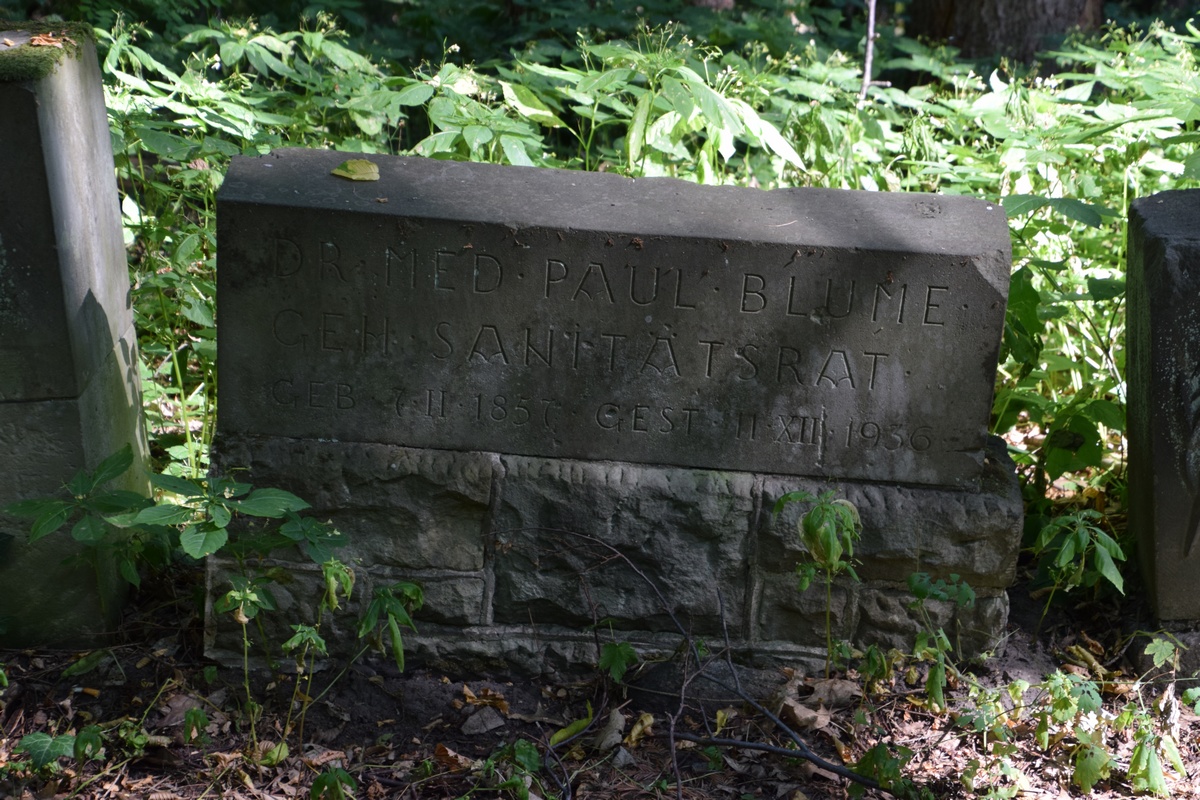 DR · MED · PAUL · BLUME ·
GEH · SANITÄTSRAT ·
GEB · 7 · II · 1857 · GEST · 11 · XII · 1936